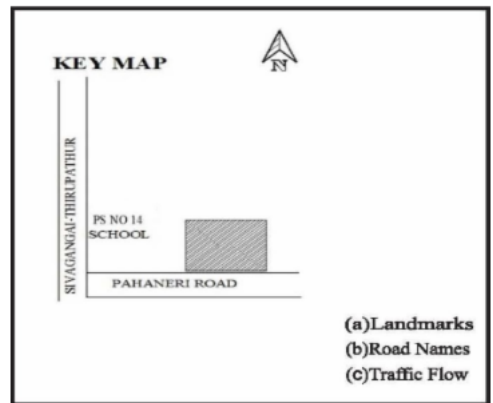 KEY MAP
N
SIVAGANGAI-THIRUPATHUR
PS NO 14
SCHOOL
PAHANERI ROAD
(a)Landmarks
(b)Road Names
(c)Traffic Flow